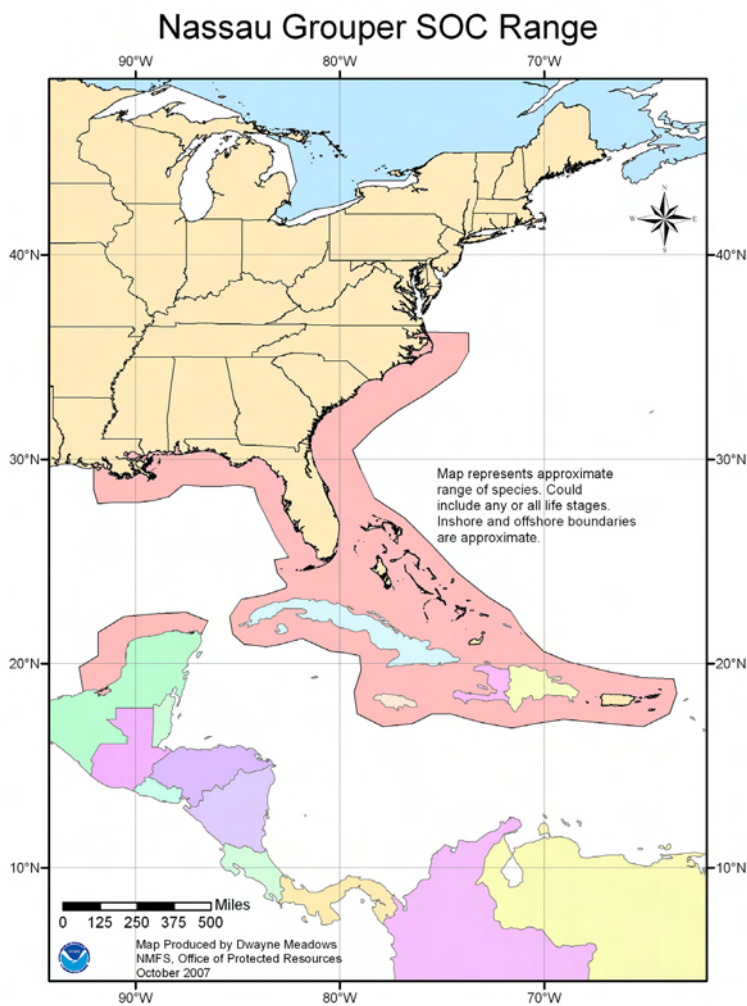 Nassau Grouper SOC Range
90°W 80°W 70°W
N
W E
S
40°N 40°N
30°N 30°N
Map represents approximate
range of species. Could
include any or all life stages.
Inshore and offshore boundaries
are approximate.
20°N 20°N
10°N 10°N
Miles
0 125 250 375 500
Map Produced by Dwayne Meadows
NMFS, Office of Protected Resources
October 2007
90°W 80°W 70°W